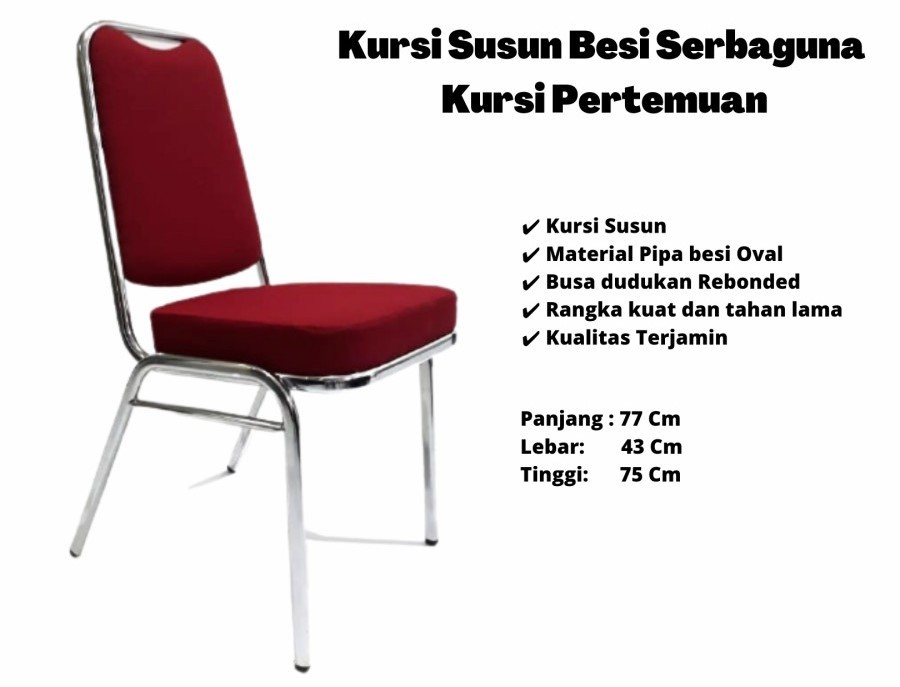 Kursi Susun Besi Serbaguna
Kursi Pertemuan
✔ Kursi Susun
✔ Material Pipa besi Oval
✔ Busa dudukan Rebonded
✔ Rangka kuat dan tahan lama
✔ Kualitas Terjamin
Panjang : 77 Cm
Lebar: 43 Cm
Tinggi: 75 Cm